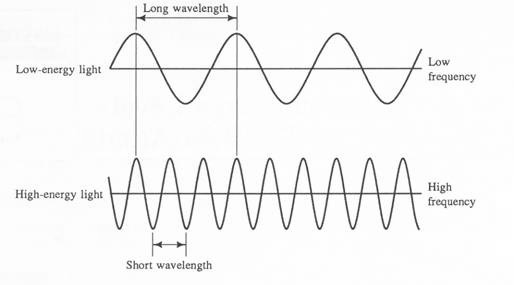 Long wavelength
Low-energy light
Low
frequency
High-energy light
High
frequency
Short wavelength